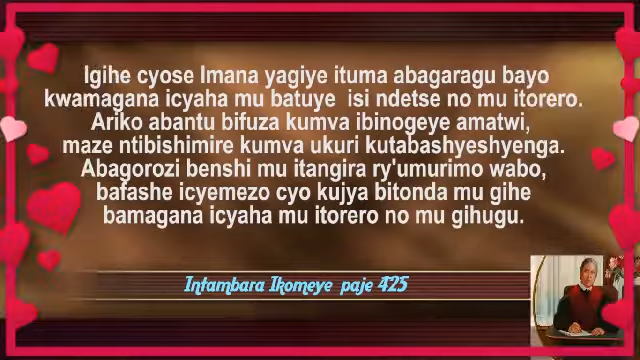 Igihe cyose Imana yagiye ituma abagaragu bayo
kwamagana icyaha mu batuye isi ndetse no mu itorero.
Ariko abantu bifuza kumva ibinogeye amatwi,
maze ntibishimire kumva ukuri kutabashyeshyenga.
Abagorozi benshi mu itangira ry'umurimo wabo,
bafashe icyemezo cyo kujya bitonda mu gihe
bamagana icyaha mu itorero no mu gihugu.
Intambara Ikomeye paje 425